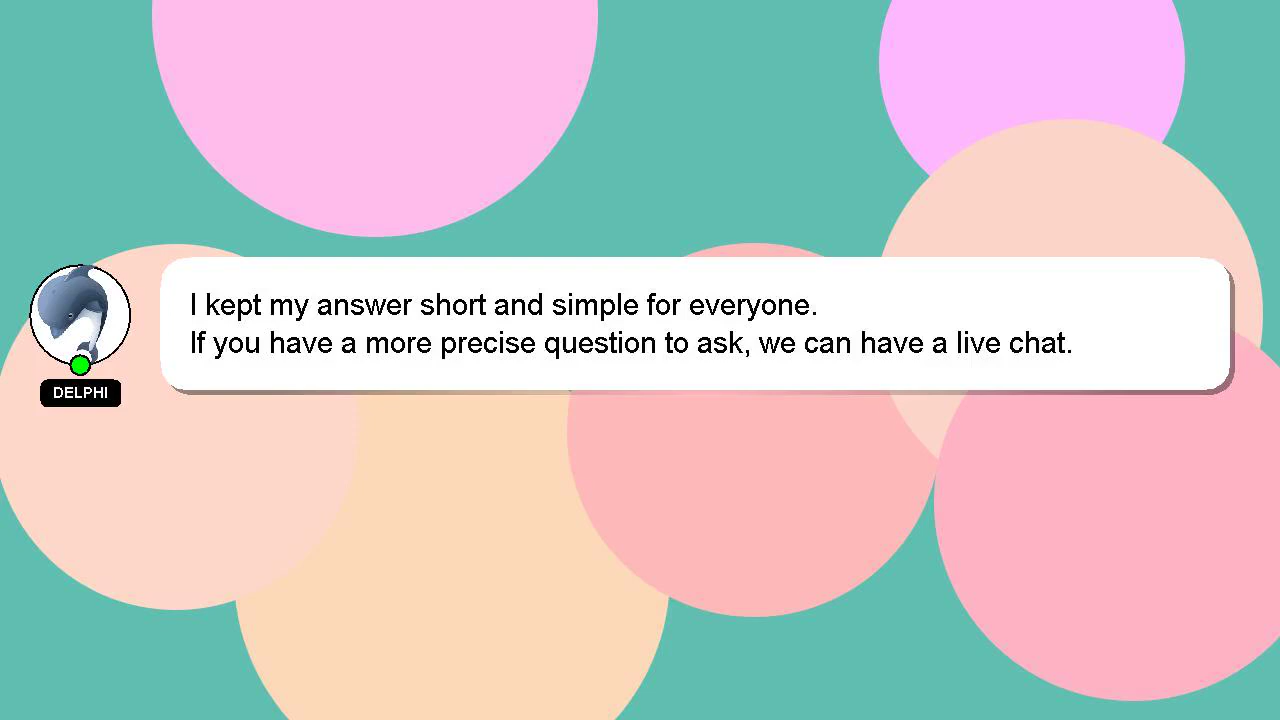 I kept my answer short and simple for everyone.
If you have a more precise question to ask, we can have a live chat.
DELPHI